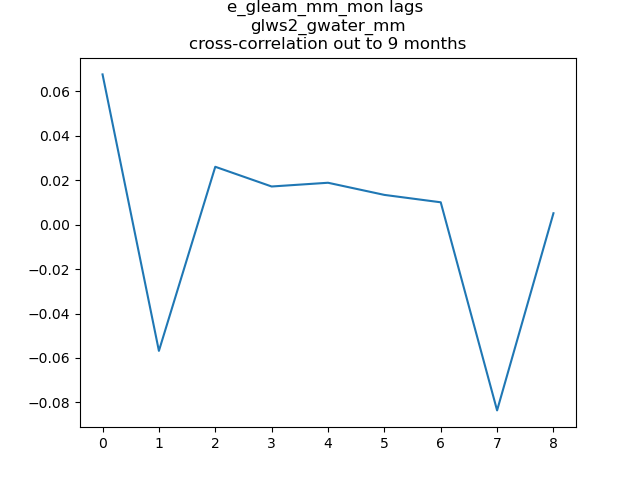 e_gleam_mm_mon lags
glws2_gwater_mm
cross-correlation out to 9 months
0.06
0.04
0.02
0.00
−0.02
−0.04
−0.06
−0.08
0 1 2 3 4 5 6 7 8